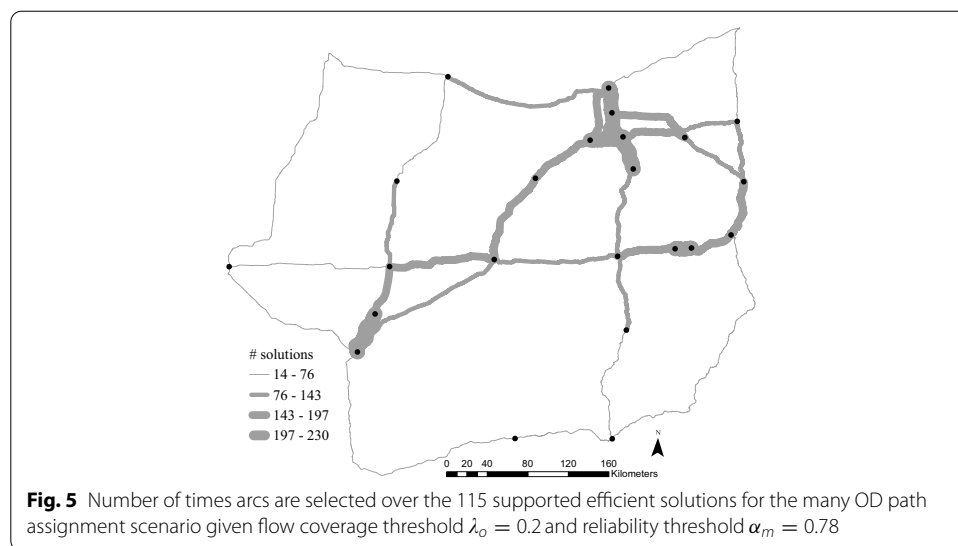 # solutions
14 - 76
76 - 143
143 - 197
197 - 230
N
0 20 40 80 120 160
Kilometers
Fig. 5 Number of times arcs are selected over the 115 supported efficient solutions for the many OD path
assignment scenario given flow coverage threshold λₒ = 0.2 and reliability threshold αₘ = 0.78